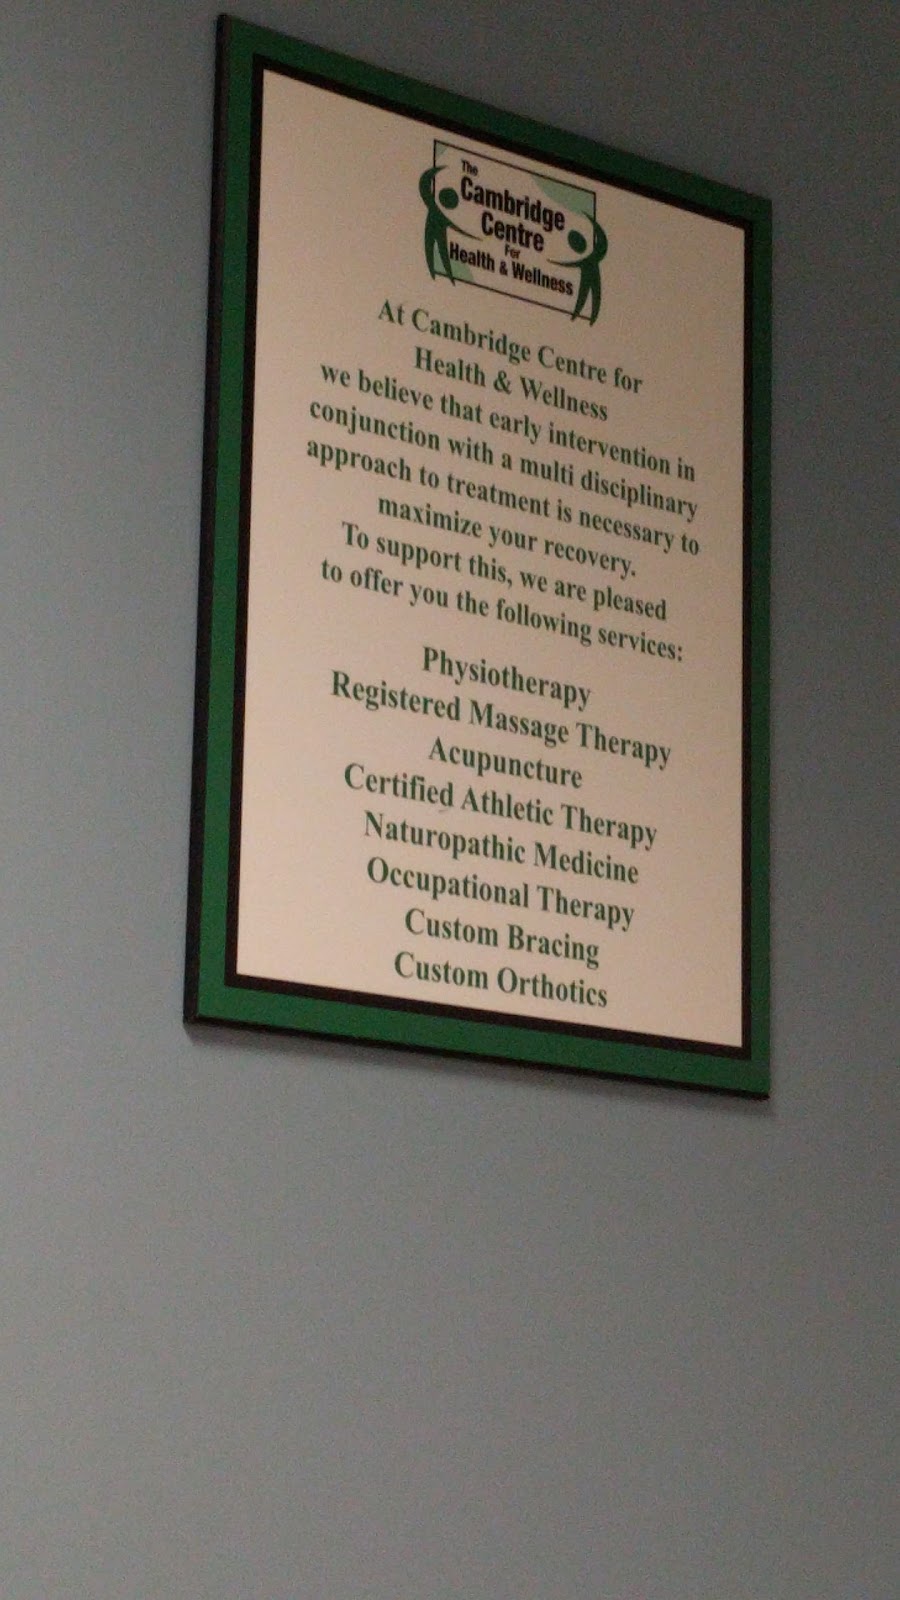 The
Cambridge
Centre
For
Health & Wellness
At Cambridge Centre for
Health & Wellness
we believe that early intervention in
conjunction with a multi disciplinary
approach to treatment is necessary to
maximize your recovery.
To support this, we are pleased
to offer you the following services:
Physiotherapy
Registered Massage Therapy
Acupuncture
Certified Athletic Therapy
Naturopathic Medicine
Occupational Therapy
Custom Bracing
Custom Orthotics